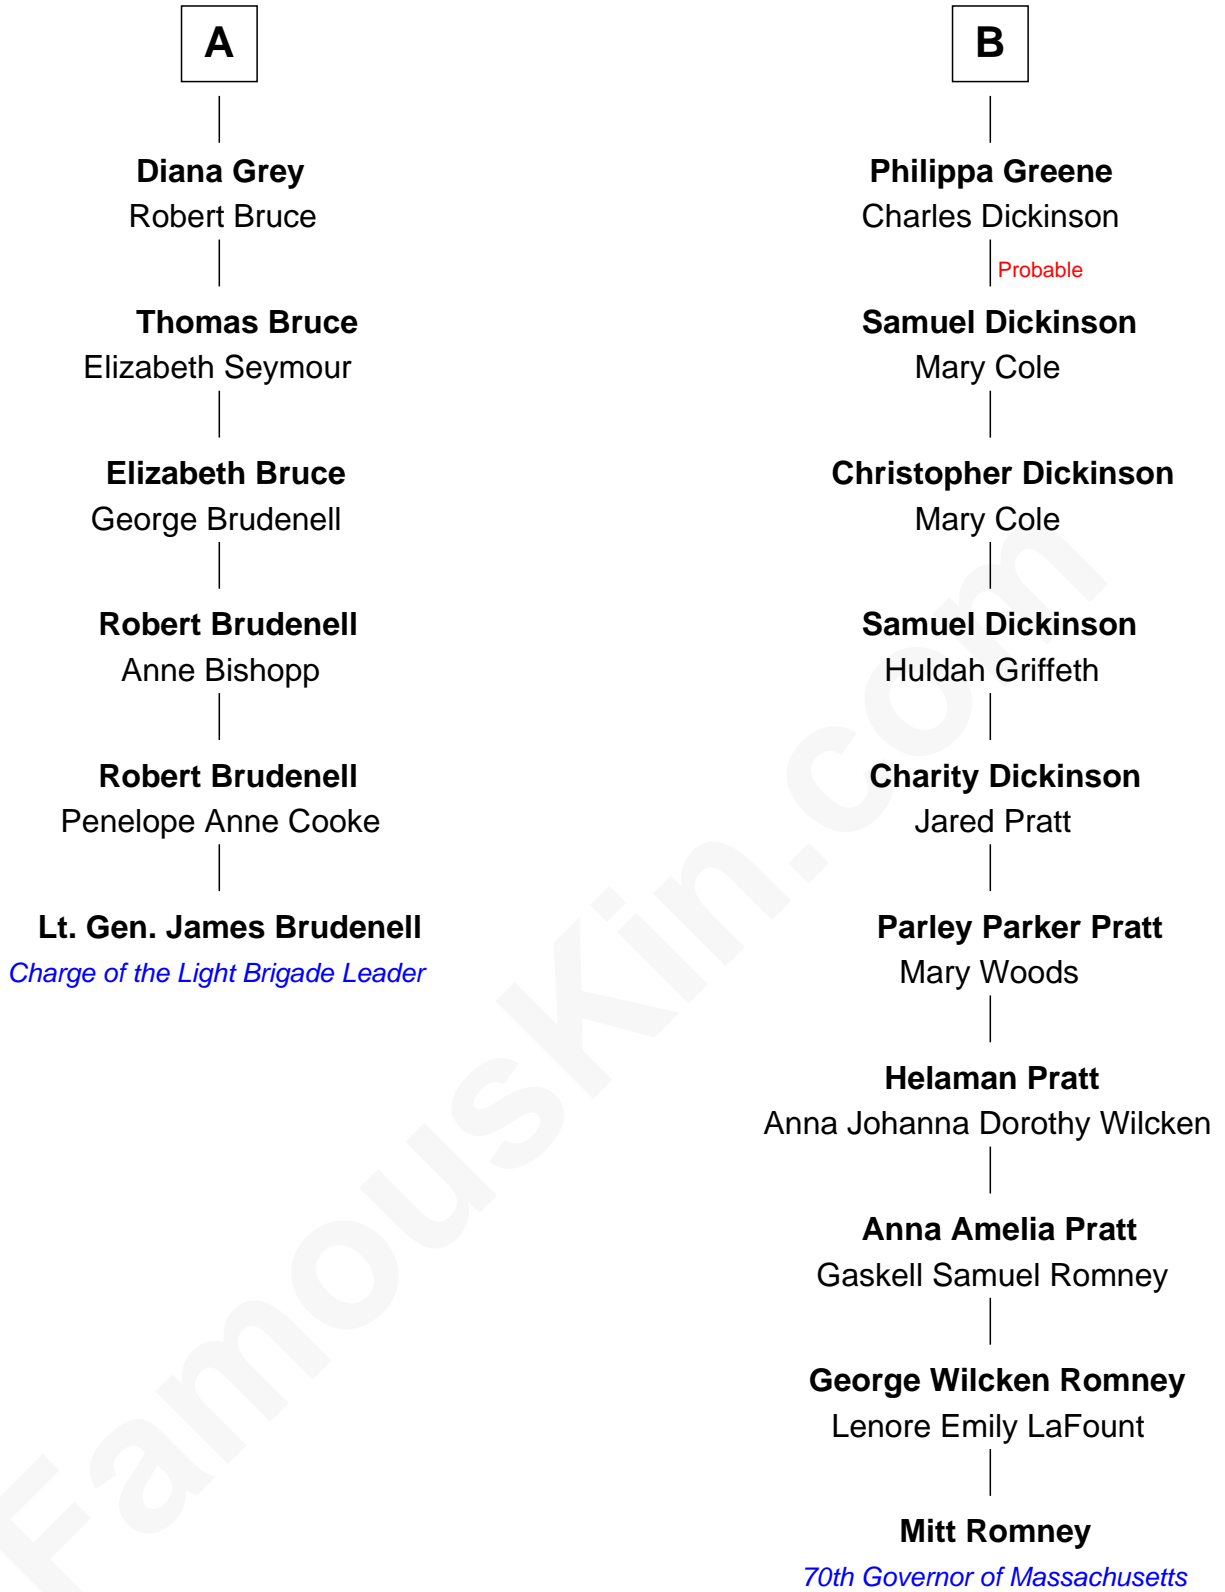 A
Diana Grey
Robert Bruce
Thomas Bruce
Elizabeth Seymour
Elizabeth Bruce
George Brudenell
Robert Brudenell
Anne Bishopp
Robert Brudenell
Penelope Anne Cooke
Lt. Gen. James Brudenell
Charge of the Light Brigade Leader
B
Philippa Greene
Charles Dickinson
Probable
Samuel Dickinson
Mary Cole
Christopher Dickinson
Mary Cole
Samuel Dickinson
Huldah Griffeth
Charity Dickinson
Jared Pratt
Parley Parker Pratt
Mary Woods
Helaman Pratt
Anna Johanna Dorothy Wilcken
Anna Amelia Pratt
Gaskell Samuel Romney
George Wilcken Romney
Lenore Emily LaFount
Mitt Romney
70th Governor of Massachusetts
FamousKin.com